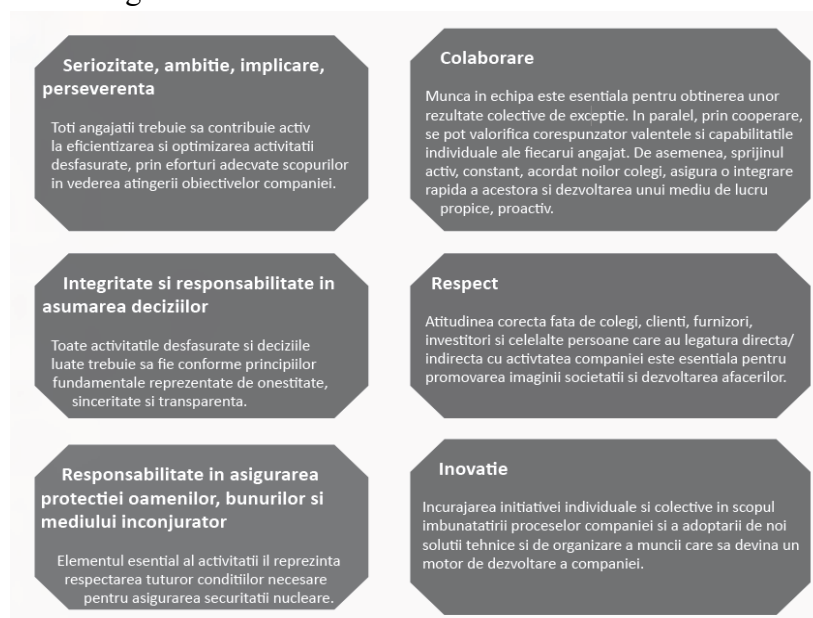 Seriozitate, ambitie, implicare,
perseverenta
Toti angajatii trebuie sa contribuie activ
la eficientizarea si optimizarea activitatii
desfasurate, prin eforturi adecvate scopurilor
in vederea atingerii obiectivelor companiei.
Colaborare
Munca in echipa este esentiala pentru obtinerea unor
rezultate colective de exceptie. In paralel, prin cooperare,
se pot valorifica corespunzator valentele si capabilitatile
individuale ale fiecarui angajat. De asemenea, sprijinul
activ, constant, acordat noilor colegi, asigura o integrare
rapida a acestora si dezvoltarea unui mediu de lucru
propice, proactiv.
Integritate si responsabilitate in
asumarea deciziilor
Toate activitatile desfasurate si deciziile
luate trebuie sa fie conforme principiilor
fundamentale reprezentate de onestitate,
sinceritate si transparenta.
Respect
Atitudinea corecta fata de colegi, clienti, furnizori,
investitori si celelalte persoane care au legatura directa/
indirecta cu activtatea companiei este esentiala pentru
promovarea imaginii societatii si dezvoltarea afacerilor.
Responsabilitate in asigurarea
protectiei oamenilor, bunurilor si
mediului inconjurator
Elementul esential al activitatii il reprezinta
respectarea tuturor conditiilor necesare
pentru asigurarea securitatii nucleare.
Inovatie
Incurajarea initiativei individuale si colective in scopul
imbunatatirii proceselor companiei si a adoptarii de noi
solutii tehnice si de organizare a muncii care sa devina un
motor de dezvoltare a companiei.